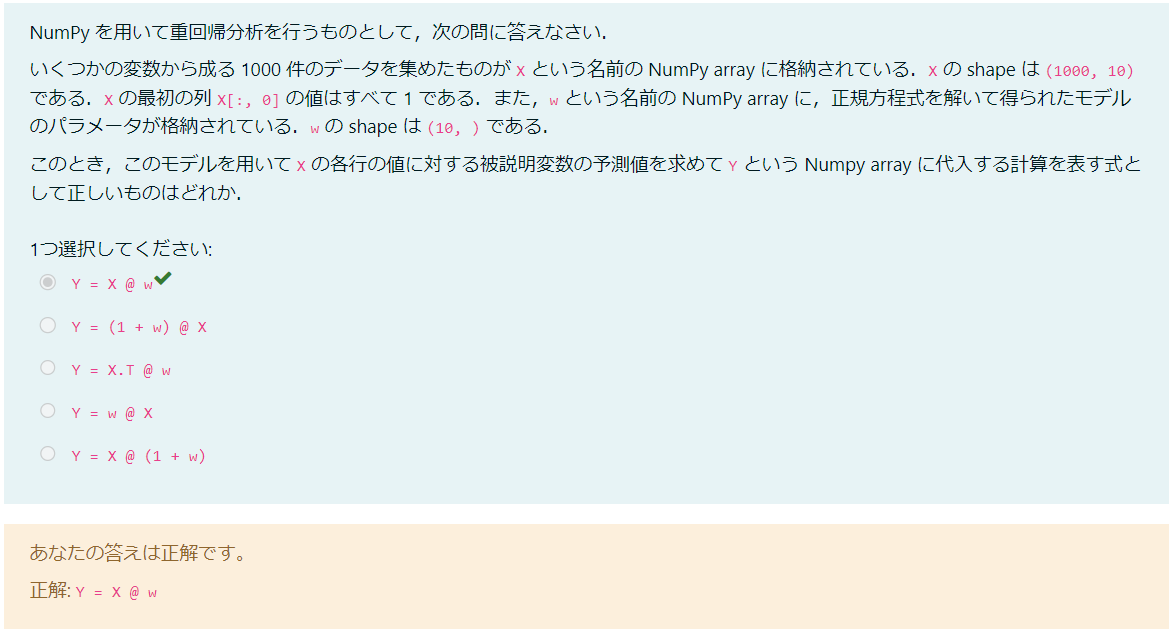 NumPy を用いて重回帰分析を行うものとして，次の問に答えなさい．
いくつかの変数から成る 1000 件のデータを集めたものが X という名前の NumPy array に格納されている．X の shape は (1000, 10)
である．X の最初の列 X[:, 0] の値はすべて 1 である．また，w という名前の NumPy array に，正規方程式を解いて得られたモデル
のパラメータが格納されている．w の shape は (10, ) である．
このとき，このモデルを用いて X の各行の値に対する被説明変数の予測値を求めて Y という Numpy array に代入する計算を表す式と
して正しいものはどれか．
1つ選択してください:
Y = X @ w
Y = (1 + w) @ X
Y = X.T @ w
Y = w @ X
Y = X @ (1 + w)
あなたの答えは正解です。
正解: Y = X @ w